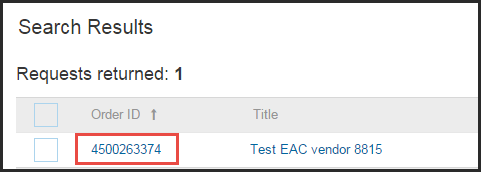 Search Results
Requests returned: 1
Order ID ↑ Title
4500263374 Test EAC vendor 8815